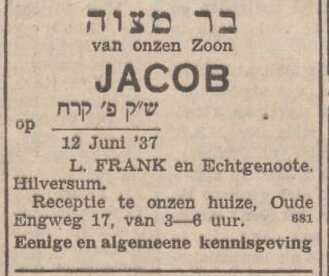 בר מצוה
van onzen Zoon
JACOB
ש״ק פ׳ קרח
op
12 Juni '37
L. FRANK en Echtgenoote.
Hilversum.
Receptie te onzen huize, Oude
Engweg 17, van 3—6 uur. 681
Eenige en algemeene kennisgeving